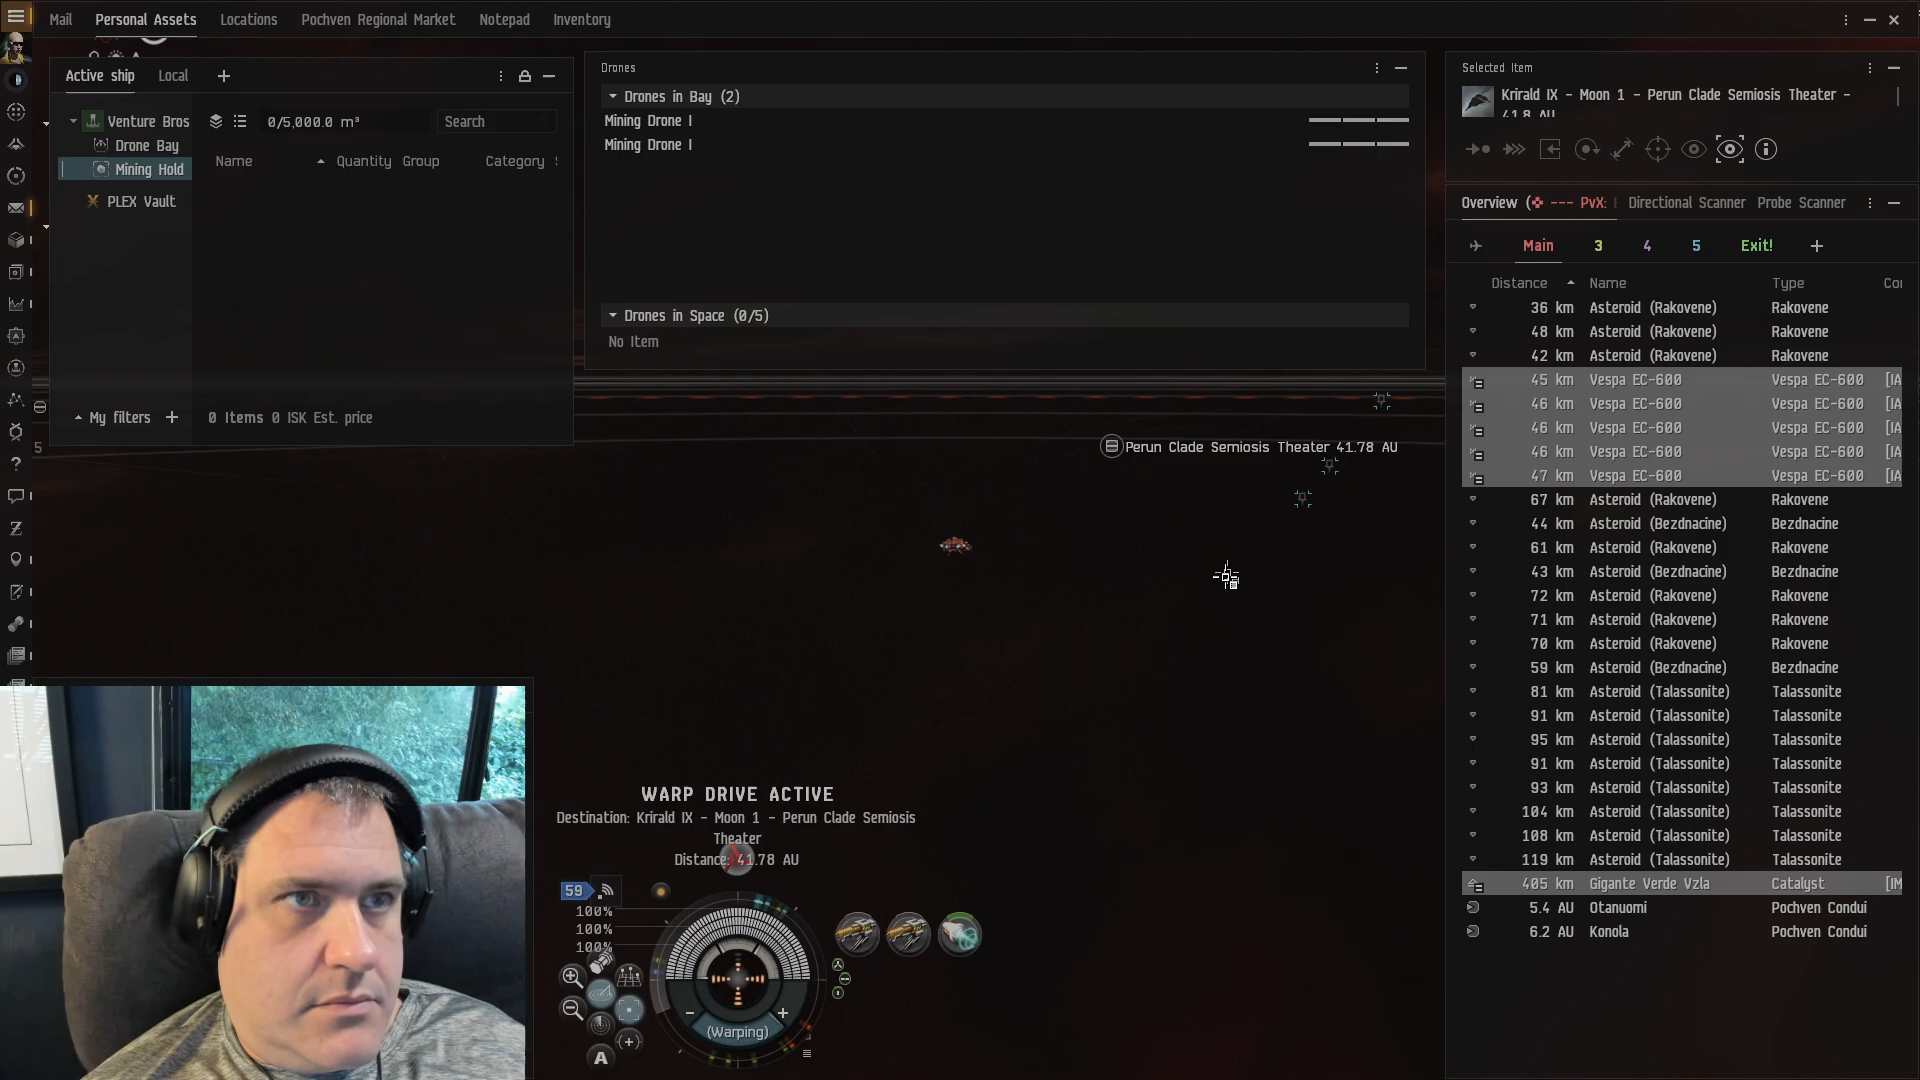 Mail Personal Assets Locations Pochven Regional Market Notepad Inventory
Active ship Local
Venture Bros
Drone Bay
Mining Hold
PLEX Vault
0/5,000.0 m³ Search
Name Quantity Group Category
My filters 0 Items 0 ISK Est. price
5
Drones
Drones in Bay (2)
Mining Drone I
Mining Drone I
Drones in Space (0/5)
No Item
Perun Clade Semiosis Theater 41.78 AU
Selected Item
Krirald IX - Moon 1 - Perun Clade Semiosis Theater -
41.8 AU
Overview ( --- PvX: Directional Scanner Probe Scanner
Main 3 4 5 Exit!
Distance Name Type
36 km Asteroid (Rakovene) Rakovene
48 km Asteroid (Rakovene) Rakovene
42 km Asteroid (Rakovene) Rakovene
45 km Vespa EC-600 Vespa EC-600 [IA
46 km Vespa EC-600 Vespa EC-600 [IA
46 km Vespa EC-600 Vespa EC-600 [IA
46 km Vespa EC-600 Vespa EC-600 [IA
47 km Vespa EC-600 Vespa EC-600 [IA
67 km Asteroid (Rakovene) Rakovene
44 km Asteroid (Bezdnacine) Bezdnacine
61 km Asteroid (Rakovene) Rakovene
43 km Asteroid (Bezdnacine) Bezdnacine
72 km Asteroid (Rakovene) Rakovene
71 km Asteroid (Rakovene) Rakovene
70 km Asteroid (Rakovene) Rakovene
59 km Asteroid (Bezdnacine) Bezdnacine
81 km Asteroid (Talassonite) Talassonite
91 km Asteroid (Talassonite) Talassonite
95 km Asteroid (Talassonite) Talassonite
91 km Asteroid (Talassonite) Talassonite
93 km Asteroid (Talassonite) Talassonite
104 km Asteroid (Talassonite) Talassonite
108 km Asteroid (Talassonite) Talassonite
119 km Asteroid (Talassonite) Talassonite
405 km Gigante Verde Vzla Catalyst [IM
5.4 AU Otanuomi Pochven Condui
6.2 AU Konola Pochven Condui
WARP DRIVE ACTIVE
Destination: Krirald IX - Moon 1 - Perun Clade Semiosis
Theater
Distance: 41.78 AU
59
100%
100%
100%
(Warping)
A